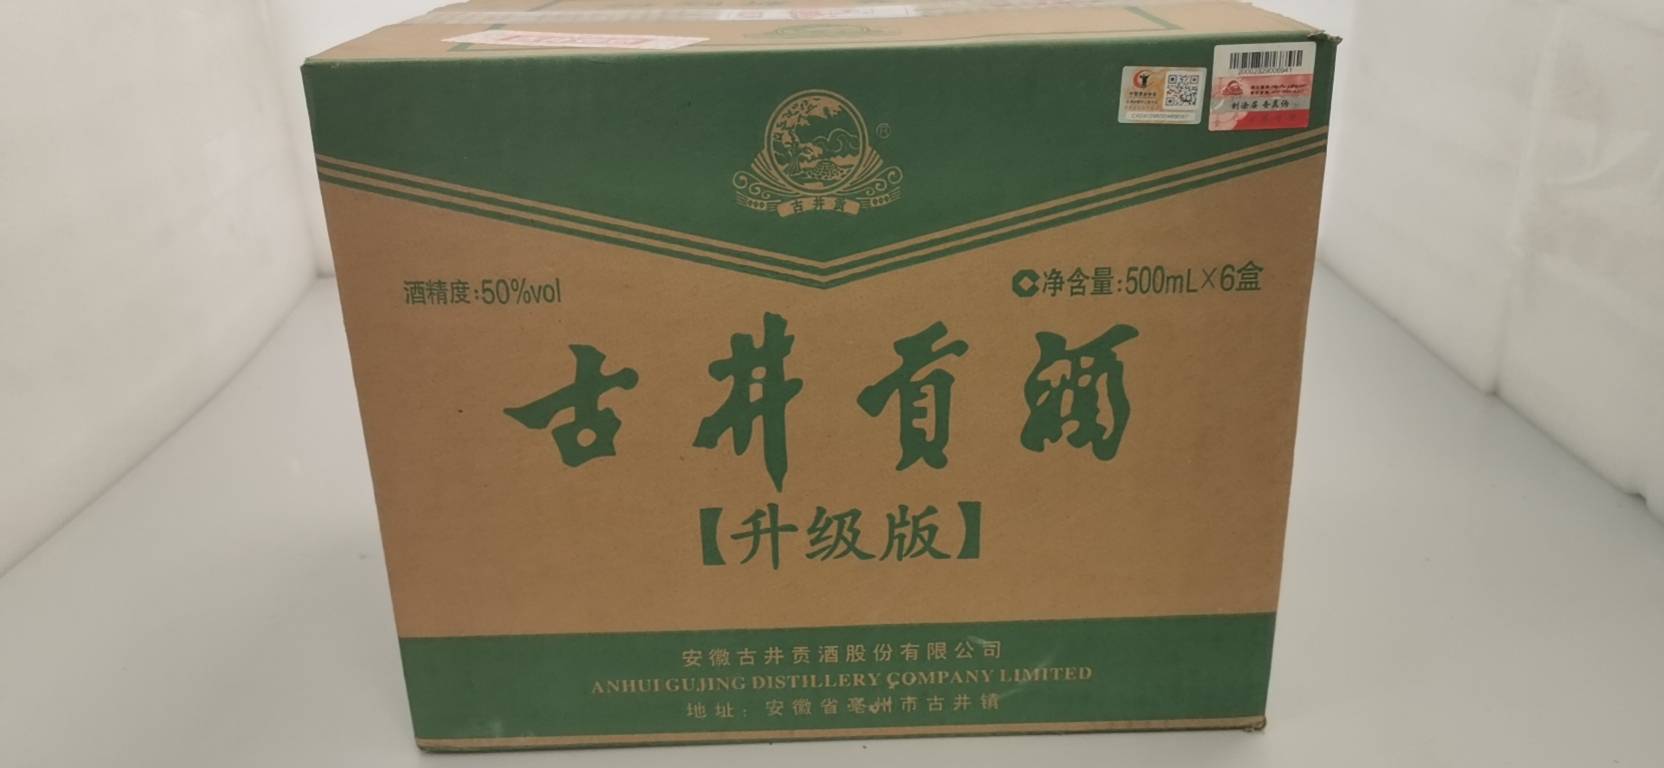 古井贡
®
酒精度:50%vol
净含量:500mL×6盒
古井贡酒
【升级版】
安徽古井贡酒股份有限公司
ANHUI GUJING DISTILLERY COMPANY LIMITED
地址：安徽省亳州市古井镇